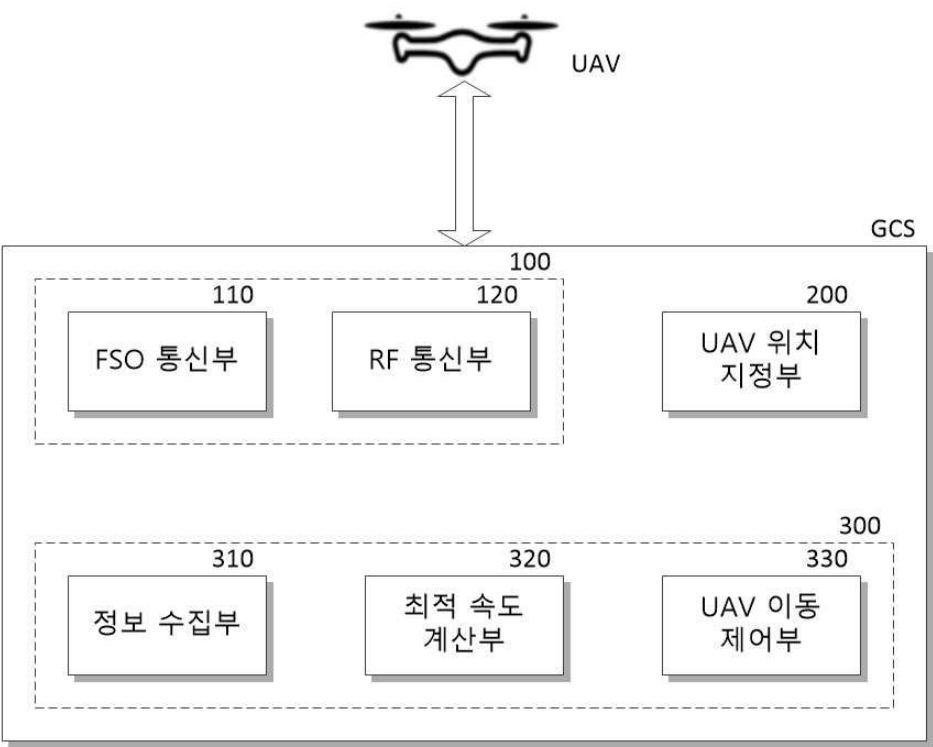 UAV
GCS
100
110
120
200
FSO 통신부
RF 통신부
UAV 위치
지정부
300
310
320
330
정보 수집부
최적 속도
계산부
UAV 이동
제어부